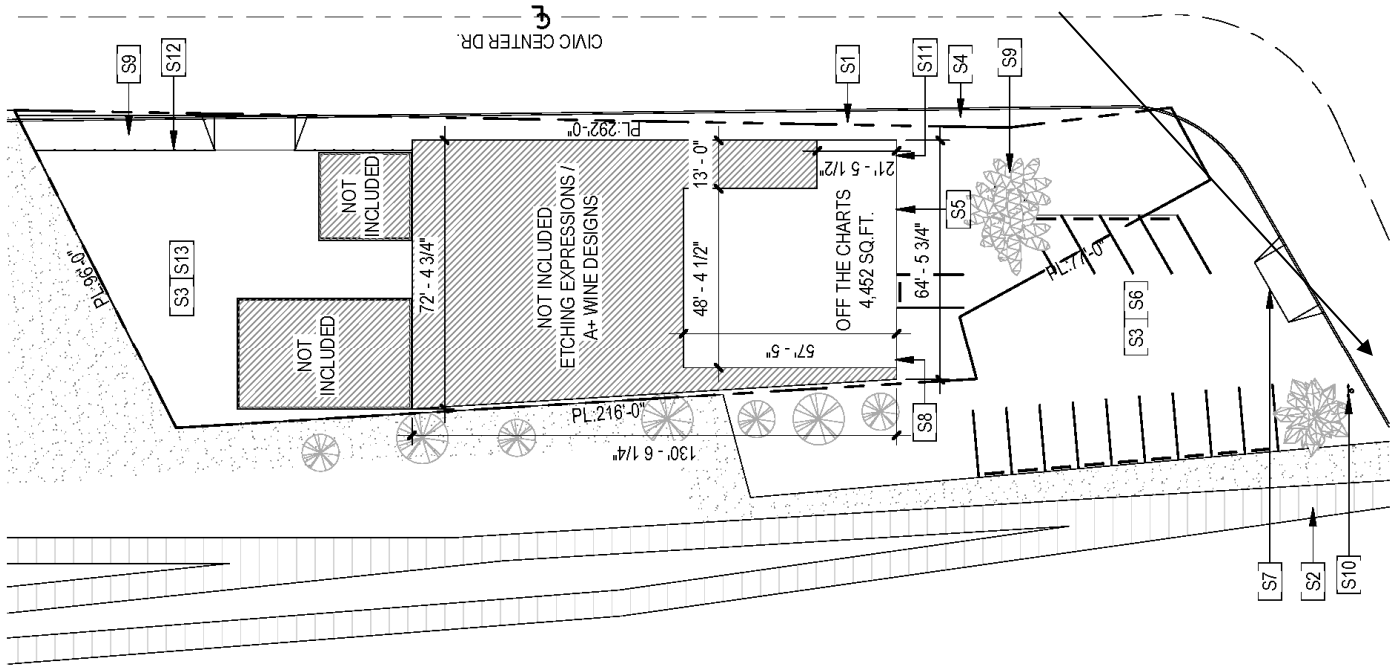 ℄
CIVIC CENTER DR.
S9
S12
S1
S11
S4
S9
PL:292'-0"
NOT
INCLUDED
13' - 0"
21' - 5 1/2"
S5
PL:96'-0"
S3
S13
72' - 4 3/4"
NOT INCLUDED
ETCHING EXPRESSIONS /
A+ WINE DESIGNS
48' - 4 1/2"
OFF THE CHARTS
4,452 SQ.FT.
64' - 5 3/4"
PL:77'-0"
S3
S6
NOT
INCLUDED
57' - 5"
PL:216'-0"
S8
130' - 6 1/4"
S7
S2
S10